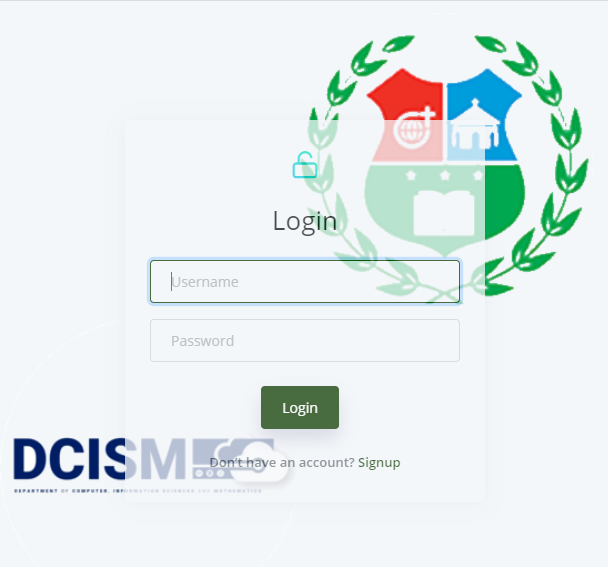 Login
Username
Password
Login
Don't have an account? Signup
DCISM
DEPARTMENT OF COMPUTER, INFORMATION SCIENCES AND MATHEMATICS